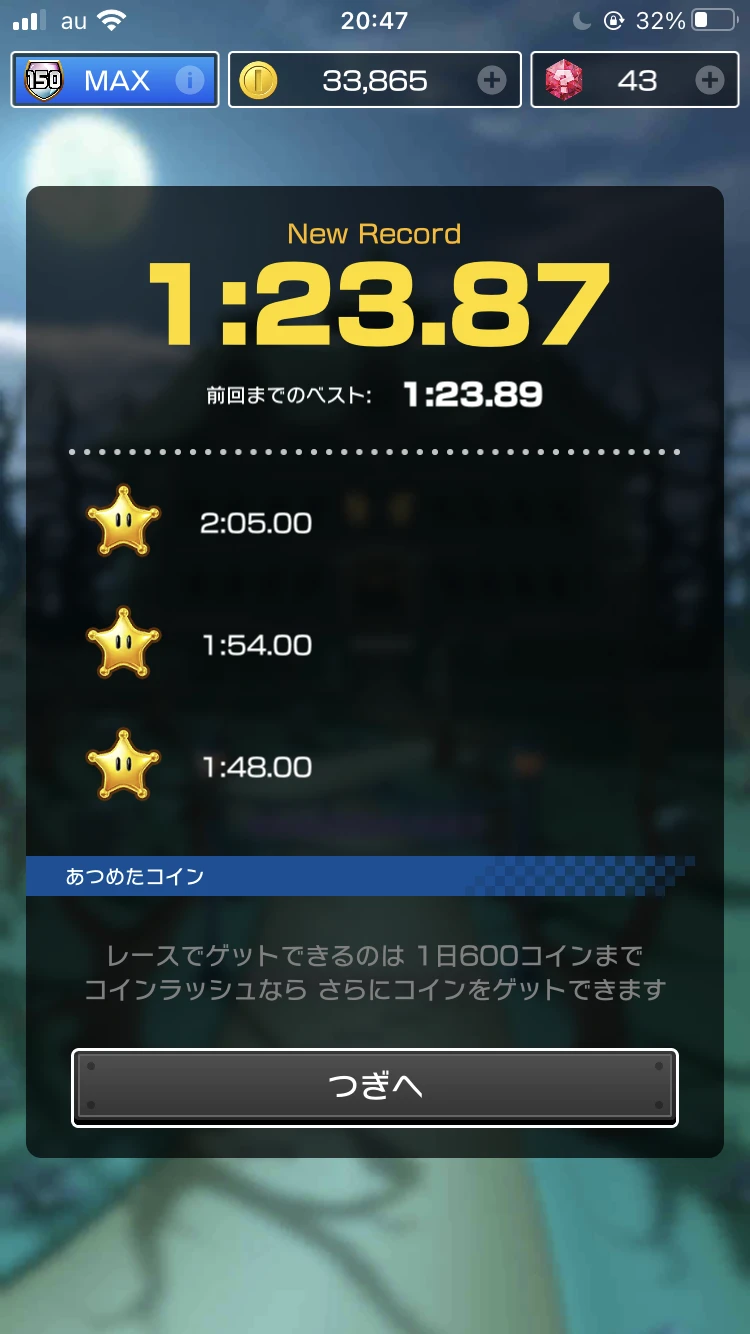 au 20:47 32%
150 MAX i 33,865 + 43 +
New Record
1:23.87
前回までのベスト: 1:23.89
2:05.00
1:54.00
1:48.00
あつめたコイン
レースでゲットできるのは 1日600コインまで
コインラッシュなら さらにコインをゲットできます
つぎへ